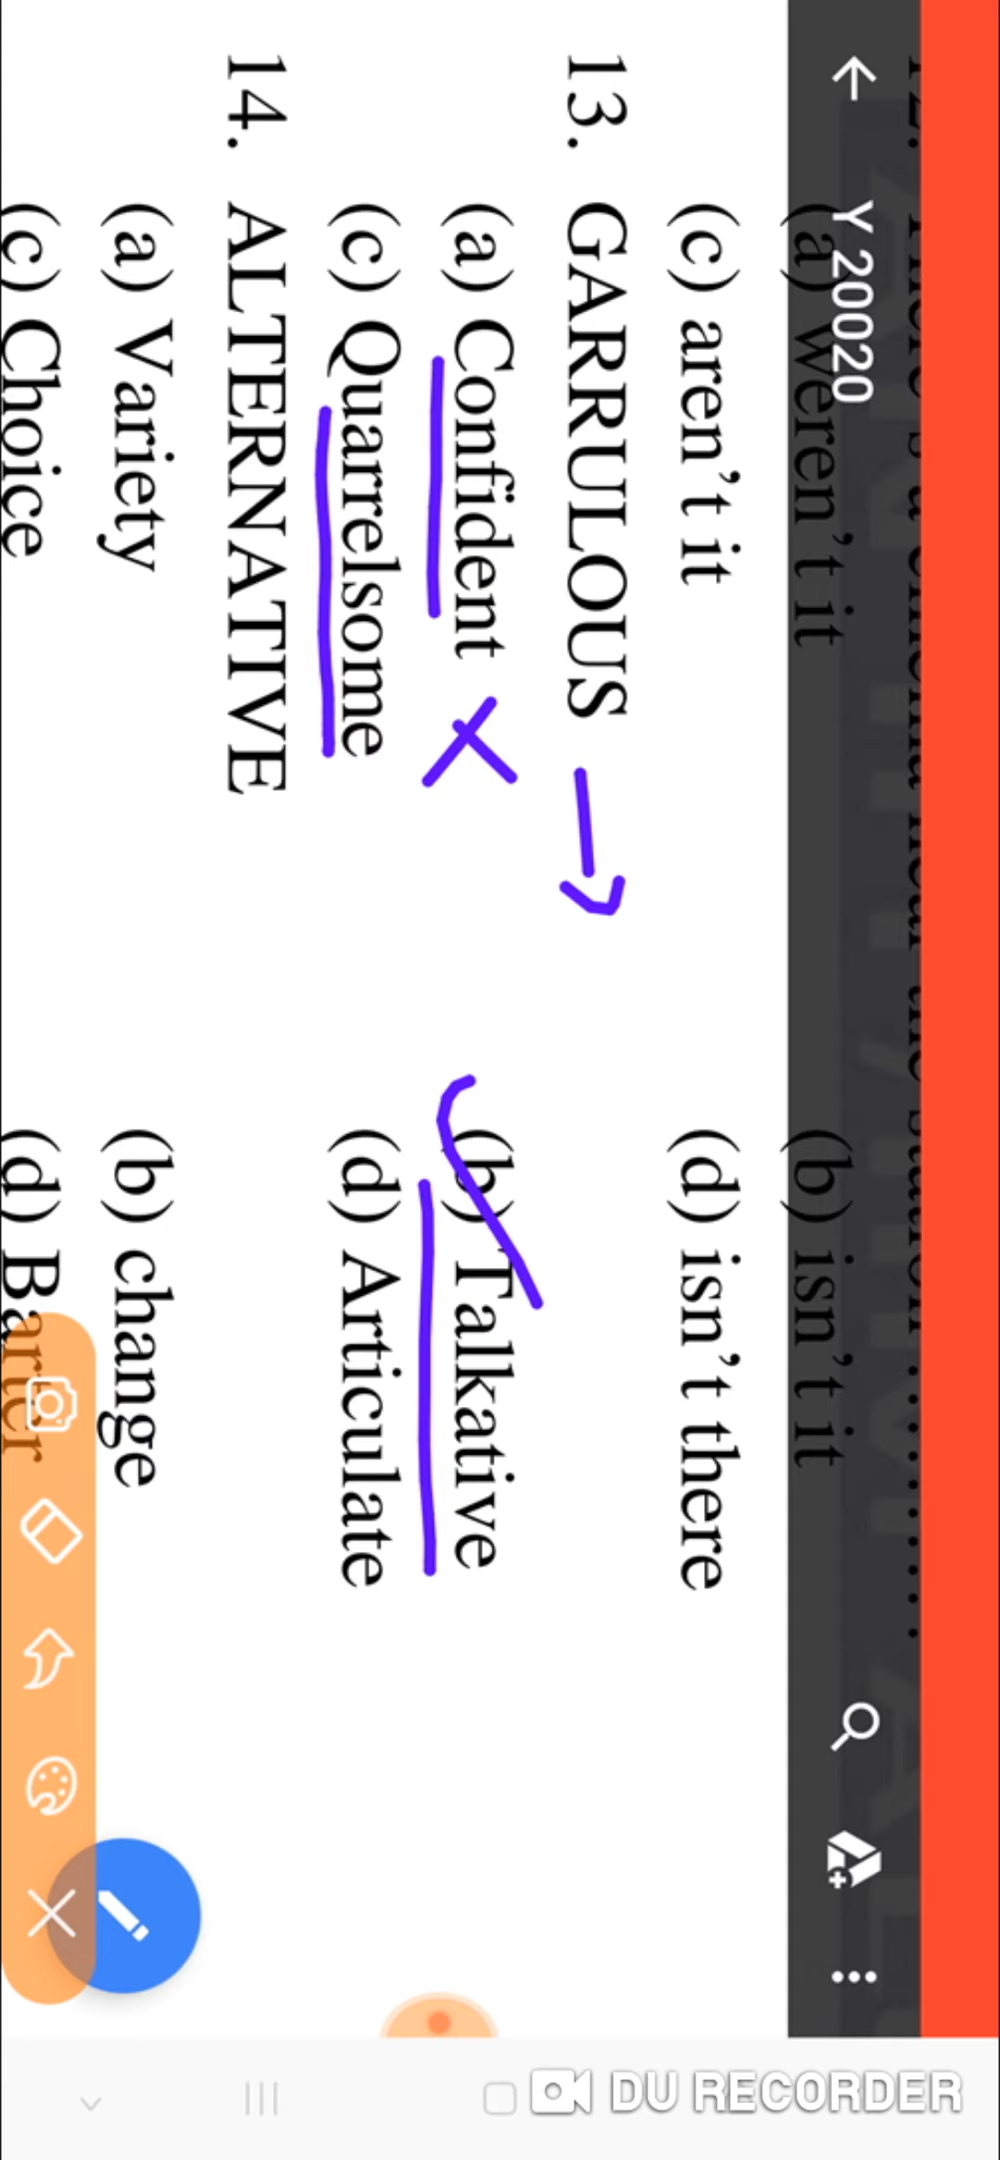 Y 20020
(a) weren't it (b) isn't it
(c) aren't it (d) isn't there
13. GARRULOUS
(a) Confident (b) Talkative
(c) Quarrelsome (d) Articulate
14. ALTERNATIVE
(a) Variety (b) change
(c) Choice (d) Barter
DU RECORDER